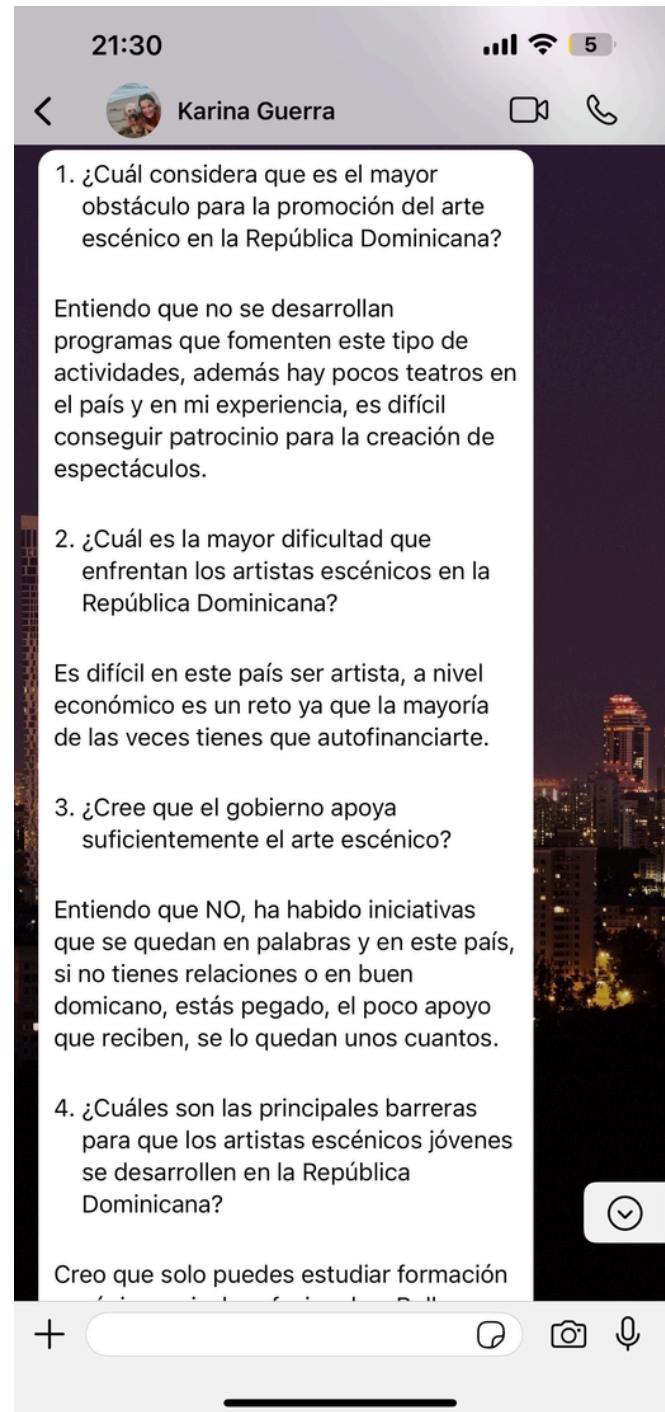 21:30
5
Karina Guerra
1. ¿Cuál considera que es el mayor
obstáculo para la promoción del arte
escénico en la República Dominicana?
Entiendo que no se desarrollan
programas que fomenten este tipo de
actividades, además hay pocos teatros en
el país y en mi experiencia, es difícil
conseguir patrocinio para la creación de
espectáculos.
2. ¿Cuál es la mayor dificultad que
enfrentan los artistas escénicos en la
República Dominicana?
Es difícil en este país ser artista, a nivel
económico es un reto ya que la mayoría
de las veces tienes que autofinanciarte.
3. ¿Cree que el gobierno apoya
suficientemente el arte escénico?
Entiendo que NO, ha habido iniciativas
que se quedan en palabras y en este país,
si no tienes relaciones o en buen
domicano, estás pegado, el poco apoyo
que reciben, se lo quedan unos cuantos.
4. ¿Cuáles son las principales barreras
para que los artistas escénicos jóvenes
se desarrollen en la República
Dominicana?
Creo que solo puedes estudiar formación